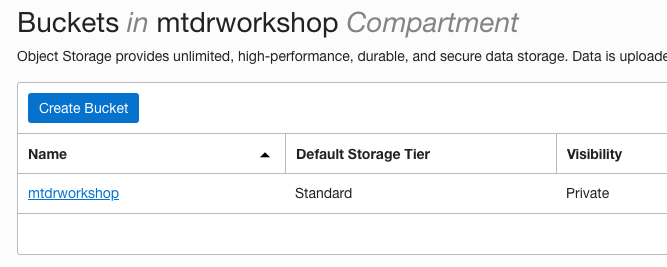 Buckets in mtdrworkshop Compartment
Object Storage provides unlimited, high-performance, durable, and secure data storage. Data is uploade
Create Bucket
Name Default Storage Tier Visibility
mtdrworkshop Standard Private